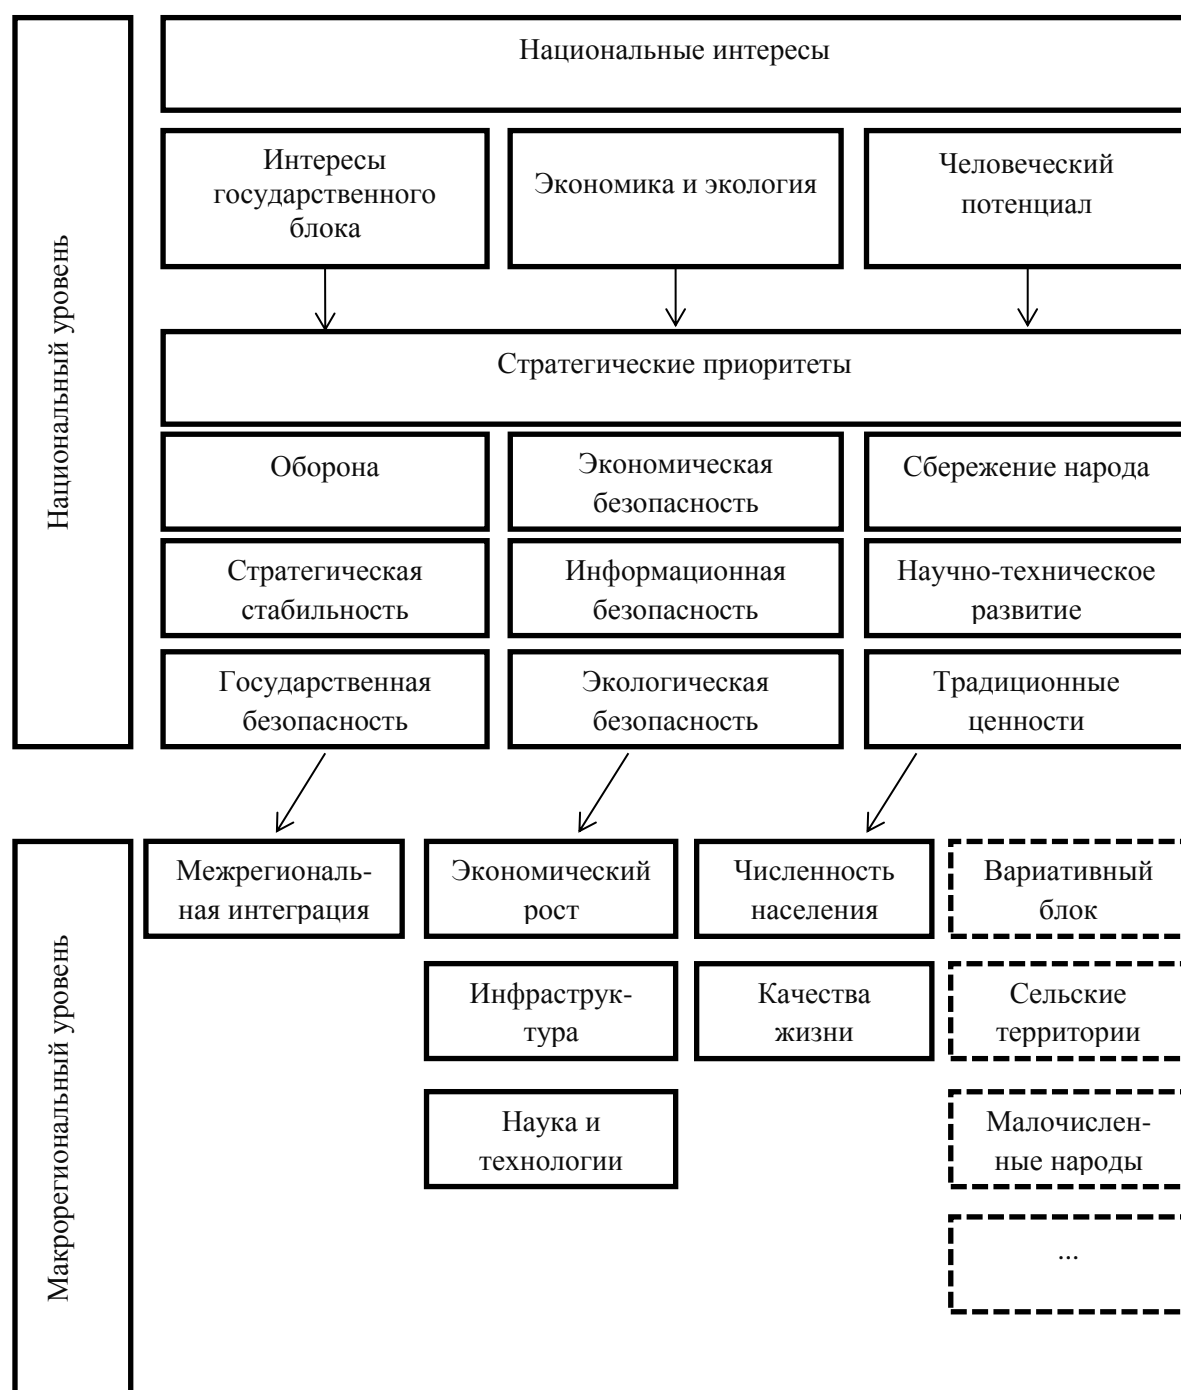 Национальный уровень
Национальные интересы
Интересы
государственного
блока
Экономика и экология
Человеческий
потенциал
Стратегические приоритеты
Оборона
Экономическая
безопасность
Сбережение народа
Стратегическая
стабильность
Информационная
безопасность
Научно-техническое
развитие
Государственная
безопасность
Экологическая
безопасность
Традиционные
ценности
Макрорегиональный уровень
Межрегиональ-
ная интеграция
Экономический
рост
Численность
населения
Вариативный
блок
Инфраструк-
тура
Качества
жизни
Сельские
территории
Наука и
технологии
Малочислен-
ные народы
...